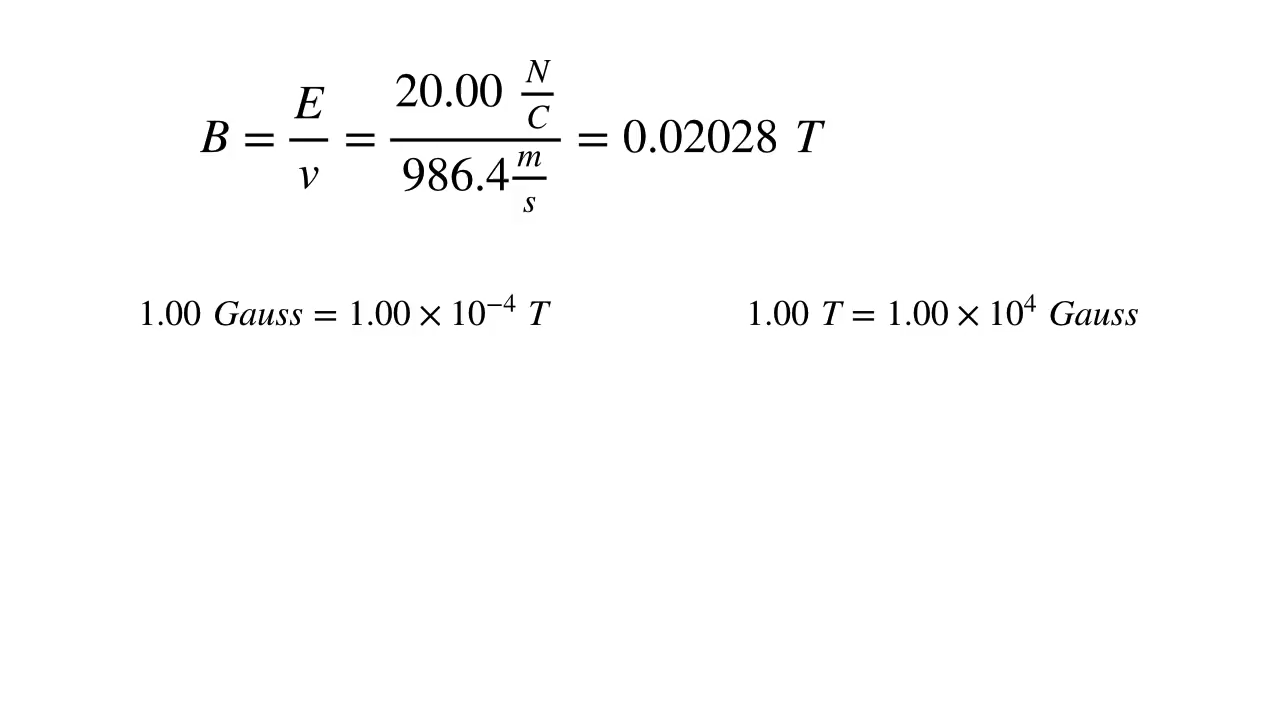 B = E/v = 20.00 N/C / 986.4 m/s = 0.02028 T
1.00 Gauss = 1.00 × 10⁻⁴ T
1.00 T = 1.00 × 10⁴ Gauss